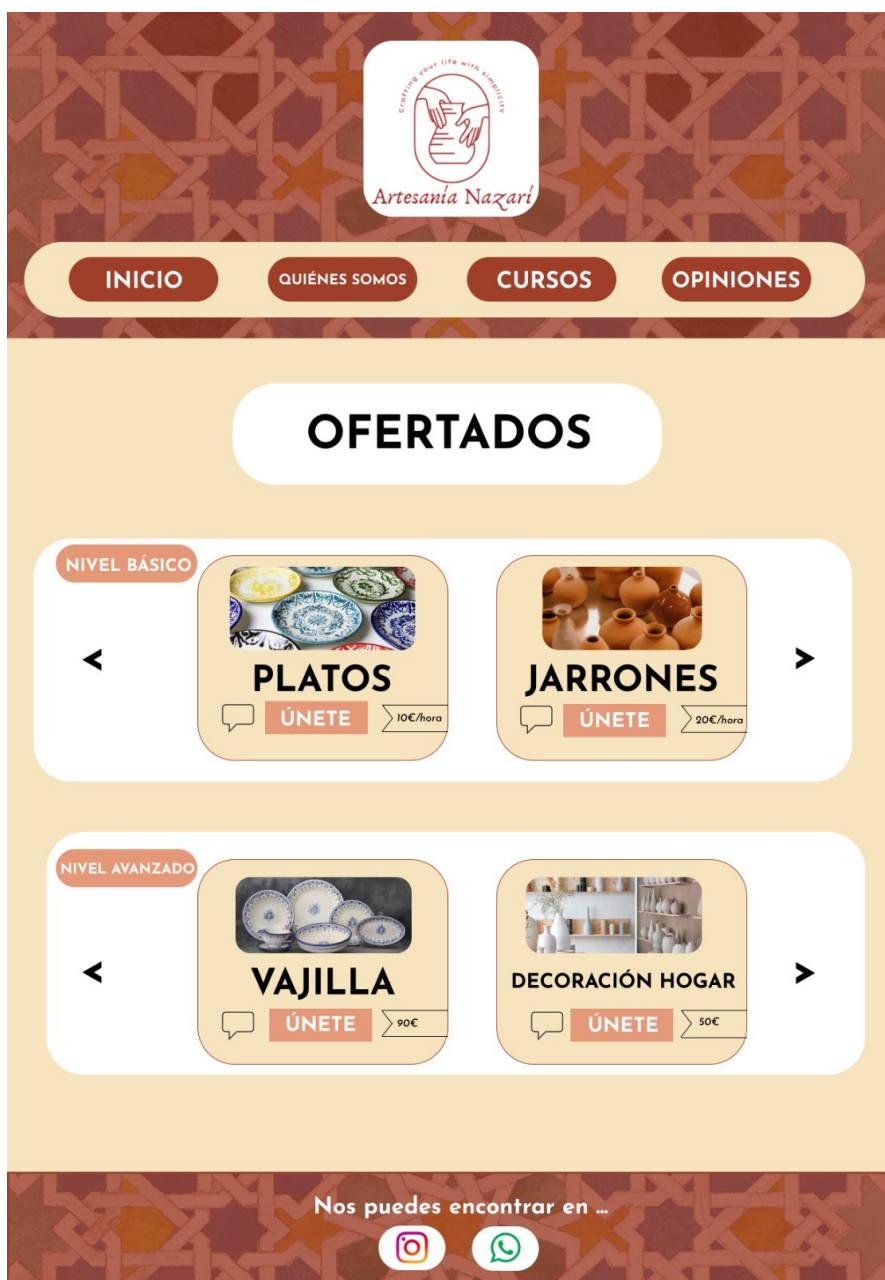 Crafting your life with simplicity
Artesanía Nazarí
INICIO QUIÉNES SOMOS CURSOS OPINIONES
OFERTADOS
NIVEL BÁSICO
< >
PLATOS JARRONES
ÚNETE 10€/hora ÚNETE 20€/hora
NIVEL AVANZADO
< >
VAJILLA DECORACIÓN HOGAR
ÚNETE 90€ ÚNETE 50€
Nos puedes encontrar en ...